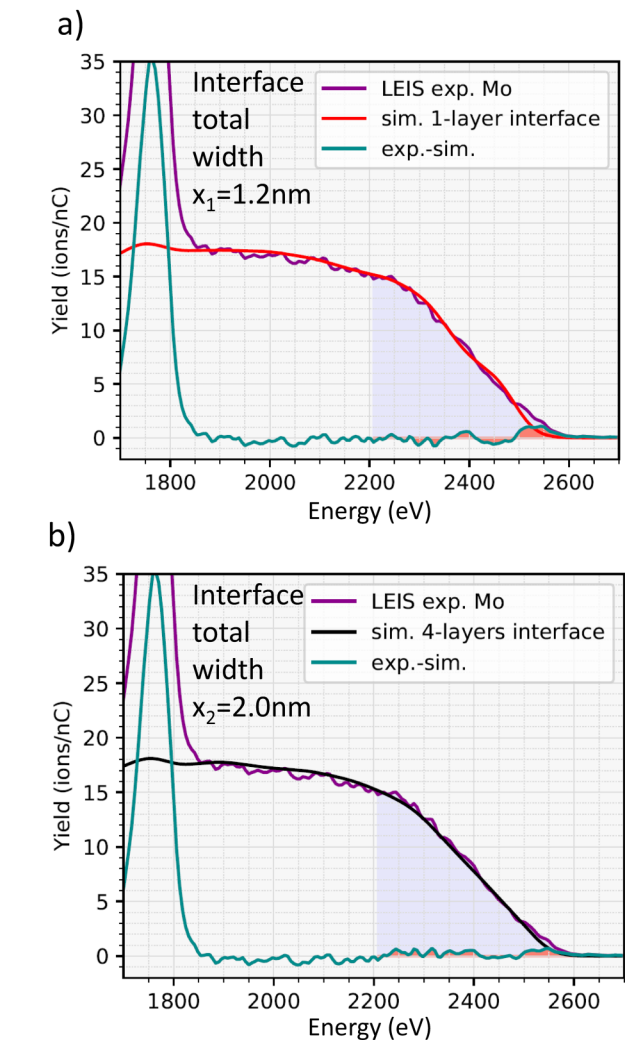 a)
35
30
25
20
15
10
5
0
Yield (ions/nC)
Interface
total
width
x₁=1.2nm
LEIS exp. Mo
sim. 1-layer interface
exp.-sim.
1800 2000 2200 2400 2600
Energy (eV)
b)
35
30
25
20
15
10
5
0
Yield (ions/nC)
Interface
total
width
x₂=2.0nm
LEIS exp. Mo
sim. 4-layers interface
exp.-sim.
1800 2000 2200 2400 2600
Energy (eV)